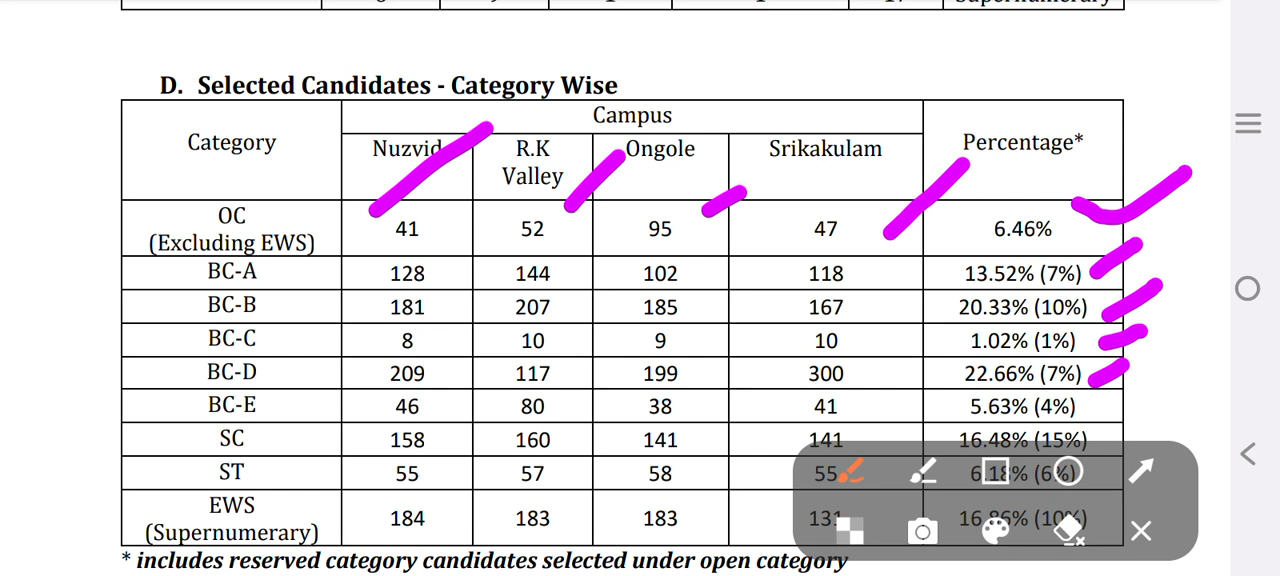 D. Selected Candidates - Category Wise
Category Campus Percentage*
Nuzvid R.K Valley Ongole Srikakulam
OC (Excluding EWS) 41 52 95 47 6.46%
BC-A 128 144 102 118 13.52% (7%)
BC-B 181 207 185 167 20.33% (10%)
BC-C 8 10 9 10 1.02% (1%)
BC-D 209 117 199 300 22.66% (7%)
BC-E 46 80 38 41 5.63% (4%)
SC 158 160 141 141 16.48% (15%)
ST 55 57 58 55 6.18% (6%)
EWS (Supernumerary) 184 183 183 131
* includes reserved category candidates selected under open category